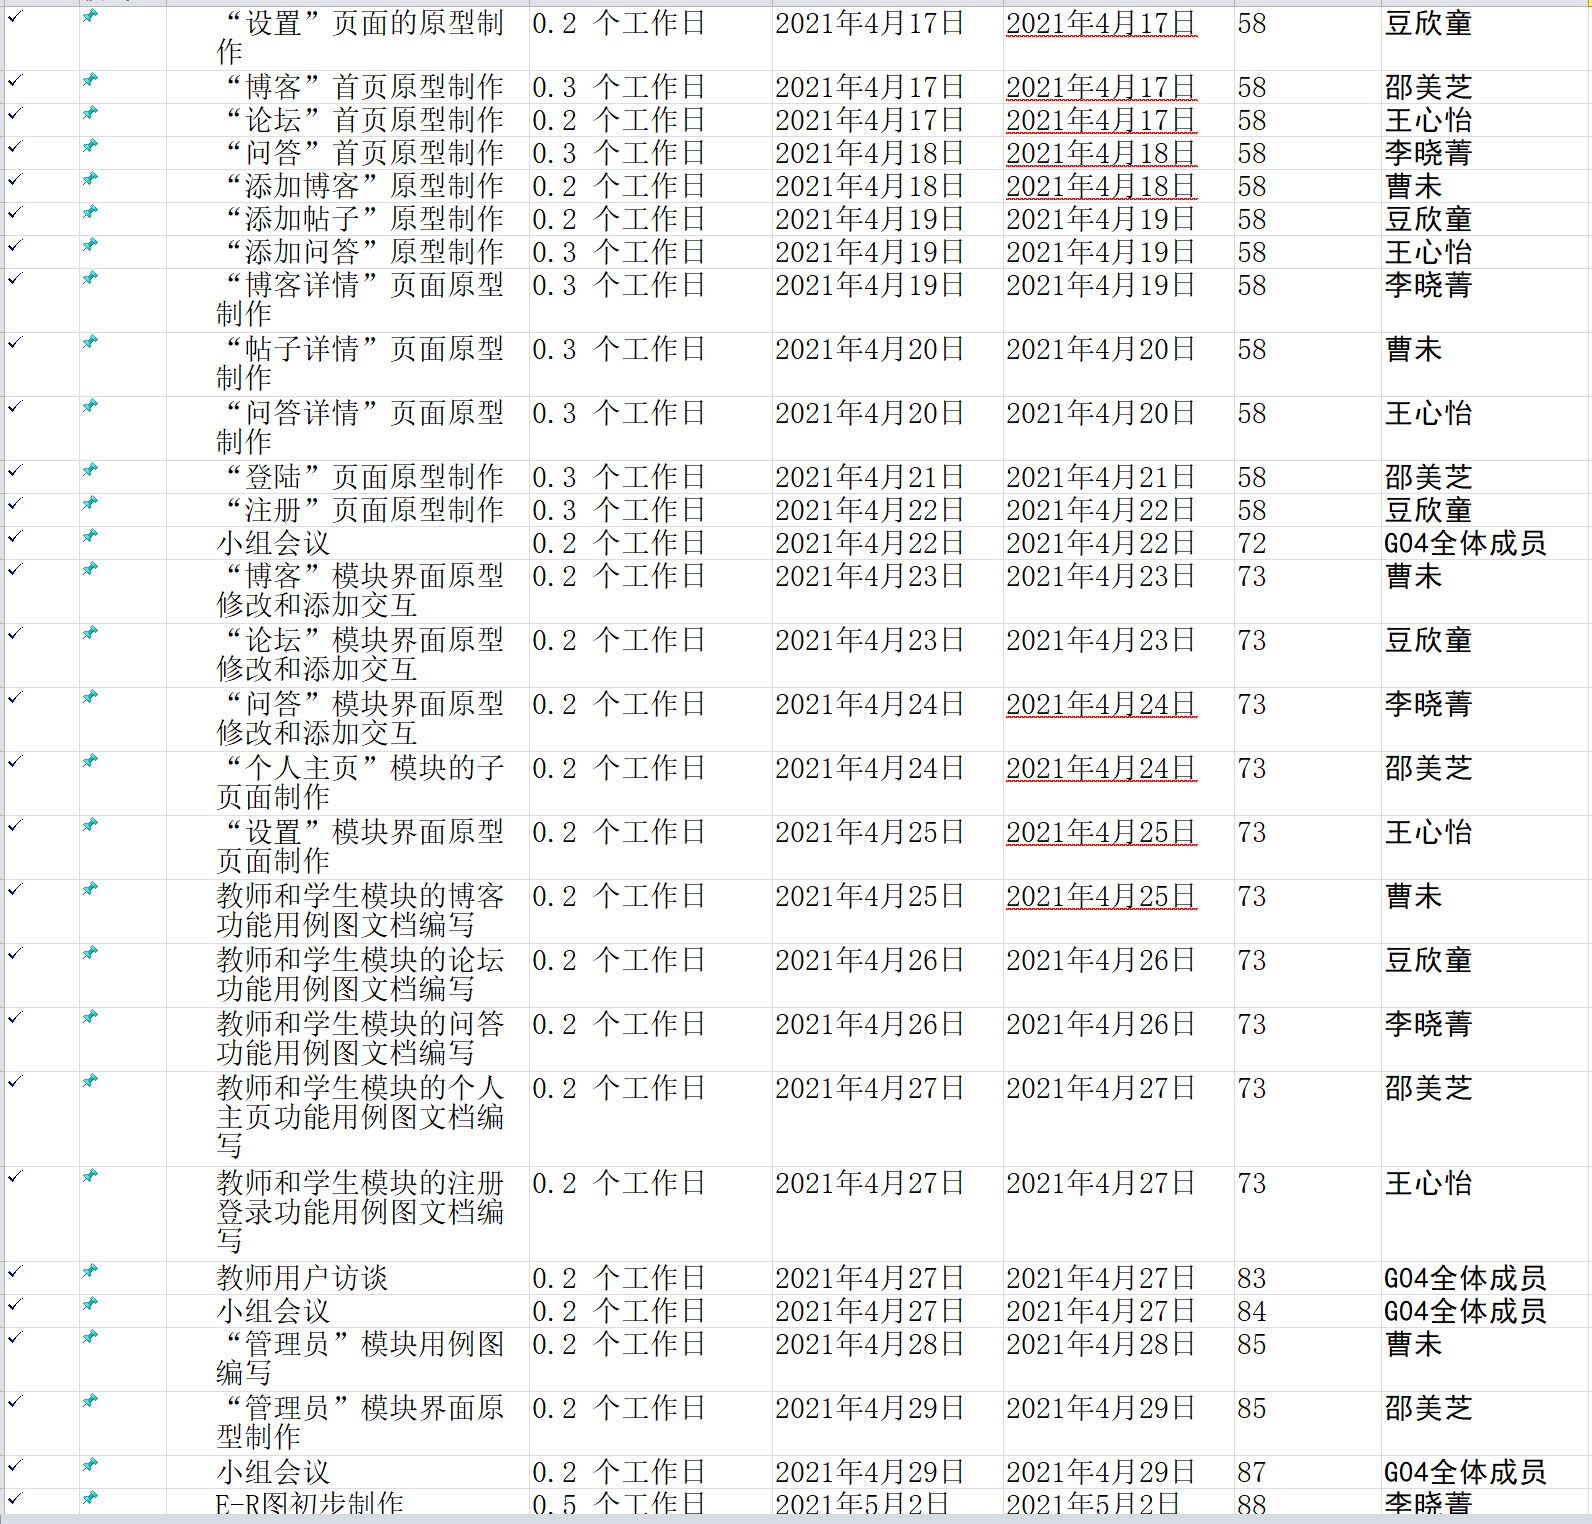 “设置”页面的原型制作 0.2 个工作日 2021年4月17日 2021年4月17日 58 豆欣童
“博客”首页原型制作 0.3 个工作日 2021年4月17日 2021年4月17日 58 邵美芝
“论坛”首页原型制作 0.2 个工作日 2021年4月17日 2021年4月17日 58 王心怡
“问答”首页原型制作 0.3 个工作日 2021年4月18日 2021年4月18日 58 李晓菁
“添加博客”原型制作 0.2 个工作日 2021年4月18日 2021年4月18日 58 曹未
“添加帖子”原型制作 0.2 个工作日 2021年4月19日 2021年4月19日 58 豆欣童
“添加问答”原型制作 0.3 个工作日 2021年4月19日 2021年4月19日 58 王心怡
“博客详情”页面原型制作 0.3 个工作日 2021年4月19日 2021年4月19日 58 李晓菁
“帖子详情”页面原型制作 0.3 个工作日 2021年4月20日 2021年4月20日 58 曹未
“问答详情”页面原型制作 0.3 个工作日 2021年4月20日 2021年4月20日 58 王心怡
“登陆”页面原型制作 0.3 个工作日 2021年4月21日 2021年4月21日 58 邵美芝
“注册”页面原型制作 0.3 个工作日 2021年4月22日 2021年4月22日 58 豆欣童
小组会议 0.2 个工作日 2021年4月22日 2021年4月22日 72 G04全体成员
“博客”模块界面原型修改和添加交互 0.2 个工作日 2021年4月23日 2021年4月23日 73 曹未
“论坛”模块界面原型修改和添加交互 0.2 个工作日 2021年4月23日 2021年4月23日 73 豆欣童
“问答”模块界面原型修改和添加交互 0.2 个工作日 2021年4月24日 2021年4月24日 73 李晓菁
“个人主页”模块的子页面制作 0.2 个工作日 2021年4月24日 2021年4月24日 73 邵美芝
“设置”模块界面原型页面制作 0.2 个工作日 2021年4月25日 2021年4月25日 73 王心怡
教师和学生模块的博客功能用例图文档编写 0.2 个工作日 2021年4月25日 2021年4月25日 73 曹未
教师和学生模块的论坛功能用例图文档编写 0.2 个工作日 2021年4月26日 2021年4月26日 73 豆欣童
教师和学生模块的问答功能用例图文档编写 0.2 个工作日 2021年4月26日 2021年4月26日 73 李晓菁
教师和学生模块的个人主页功能用例图文档编写 0.2 个工作日 2021年4月27日 2021年4月27日 73 邵美芝
教师和学生模块的注册登录功能用例图文档编写 0.2 个工作日 2021年4月27日 2021年4月27日 73 王心怡
教师用户访谈 0.2 个工作日 2021年4月27日 2021年4月27日 83 G04全体成员
小组会议 0.2 个工作日 2021年4月27日 2021年4月27日 84 G04全体成员
“管理员”模块用例图编写 0.2 个工作日 2021年4月28日 2021年4月28日 85 曹未
“管理员”模块界面原型制作 0.2 个工作日 2021年4月29日 2021年4月29日 85 邵美芝
小组会议 0.2 个工作日 2021年4月29日 2021年4月29日 87 G04全体成员
E-R图初步制作 0.5 个工作日 2021年5月2日 2021年5月2日 88 李晓菁